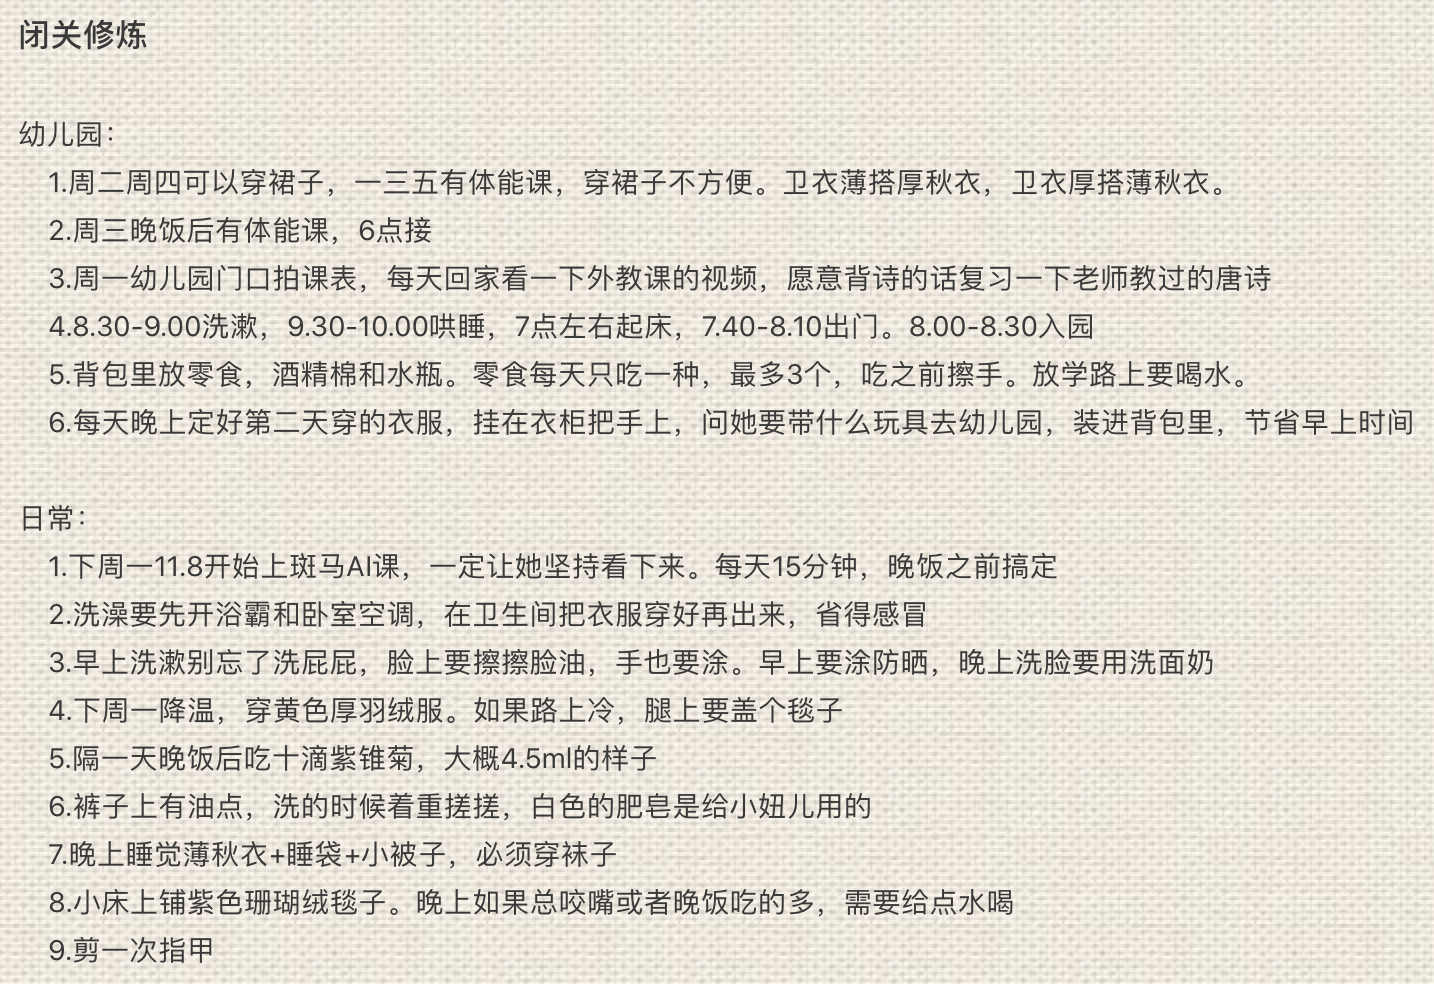 闭关修炼
幼儿园：
1.周二周四可以穿裙子，一三五有体能课，穿裙子不方便。卫衣薄搭厚秋衣，卫衣厚搭薄秋衣。
2.周三晚饭后有体能课，6点接
3.周一幼儿园门口拍课表，每天回家看一下外教课的视频，愿意背诗的话复习一下老师教过的唐诗
4.8.30-9.00洗漱，9.30-10.00哄睡，7点左右起床，7.40-8.10出门。8.00-8.30入园
5.背包里放零食，酒精棉和水瓶。零食每天只吃一种，最多3个，吃之前擦手。放学路上要喝水。
6.每天晚上定好第二天穿的衣服，挂在衣柜把手上，问她要带什么玩具去幼儿园，装进背包里，节省早上时间
日常：
1.下周一11.8开始上斑马AI课，一定让她坚持看下来。每天15分钟，晚饭之前搞定
2.洗澡要先开浴霸和卧室空调，在卫生间把衣服穿好再出来，省得感冒
3.早上洗漱别忘了洗屁屁，脸上要擦擦脸油，手也要涂。早上要涂防晒，晚上洗脸要用洗面奶
4.下周一降温，穿黄色厚羽绒服。如果路上冷，腿上要盖个毯子
5.隔一天晚饭后吃十滴紫锥菊，大概4.5ml的样子
6.裤子上有油点，洗的时候着重搓搓，白色的肥皂是给小妞儿用的
7.晚上睡觉薄秋衣+睡袋+小被子，必须穿袜子
8.小床上铺紫色珊瑚绒毯子。晚上如果总咬嘴或者晚饭吃的多，需要给点水喝
9.剪一次指甲